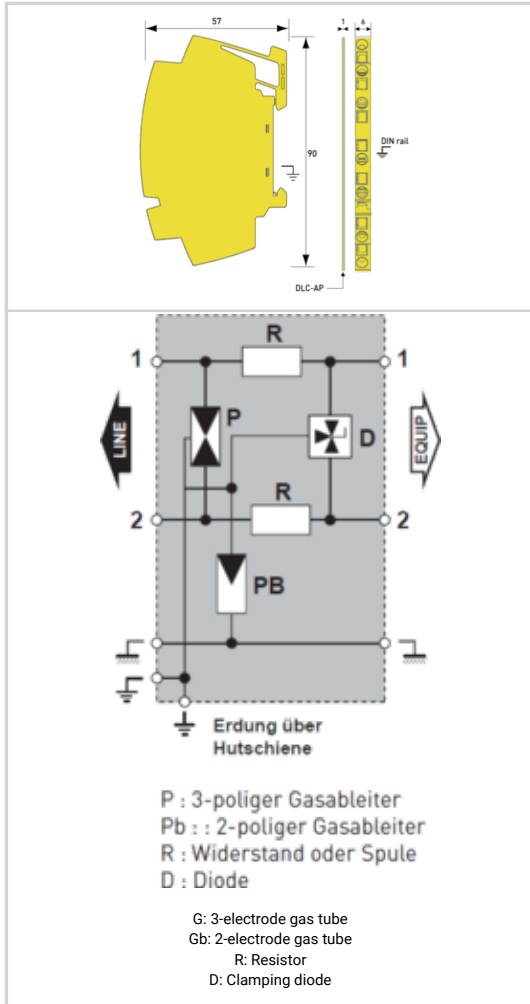 57
1
6
90
DIN rail
DLC-AP
R
1
1
P
D
LINE
EQUIP
2
R
2
PB
Erdung über
Hutschiene
P : 3-poliger Gasableiter
Pb : : 2-poliger Gasableiter
R : Widerstand oder Spule
D : Diode
G: 3-electrode gas tube
Gb: 2-electrode gas tube
R: Resistor
D: Clamping diode